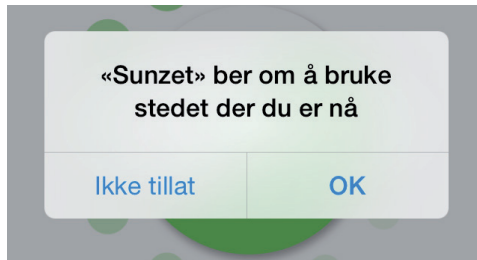 «Sunzet» ber om å bruke
stedet der du er nå
Ikke tillat
OK